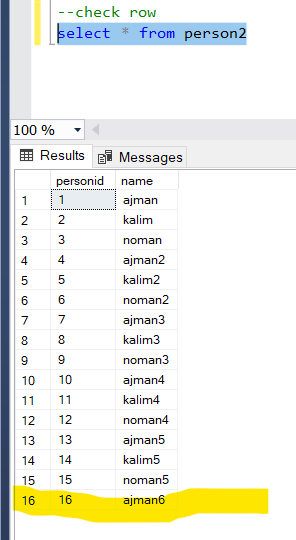 --check row
select * from person2
100 %
Results Messages
personid name
1 1 ajman
2 2 kalim
3 3 noman
4 4 ajman2
5 5 kalim2
6 6 noman2
7 7 ajman3
8 8 kalim3
9 9 noman3
10 10 ajman4
11 11 kalim4
12 12 noman4
13 13 ajman5
14 14 kalim5
15 15 noman5
16 16 ajman6